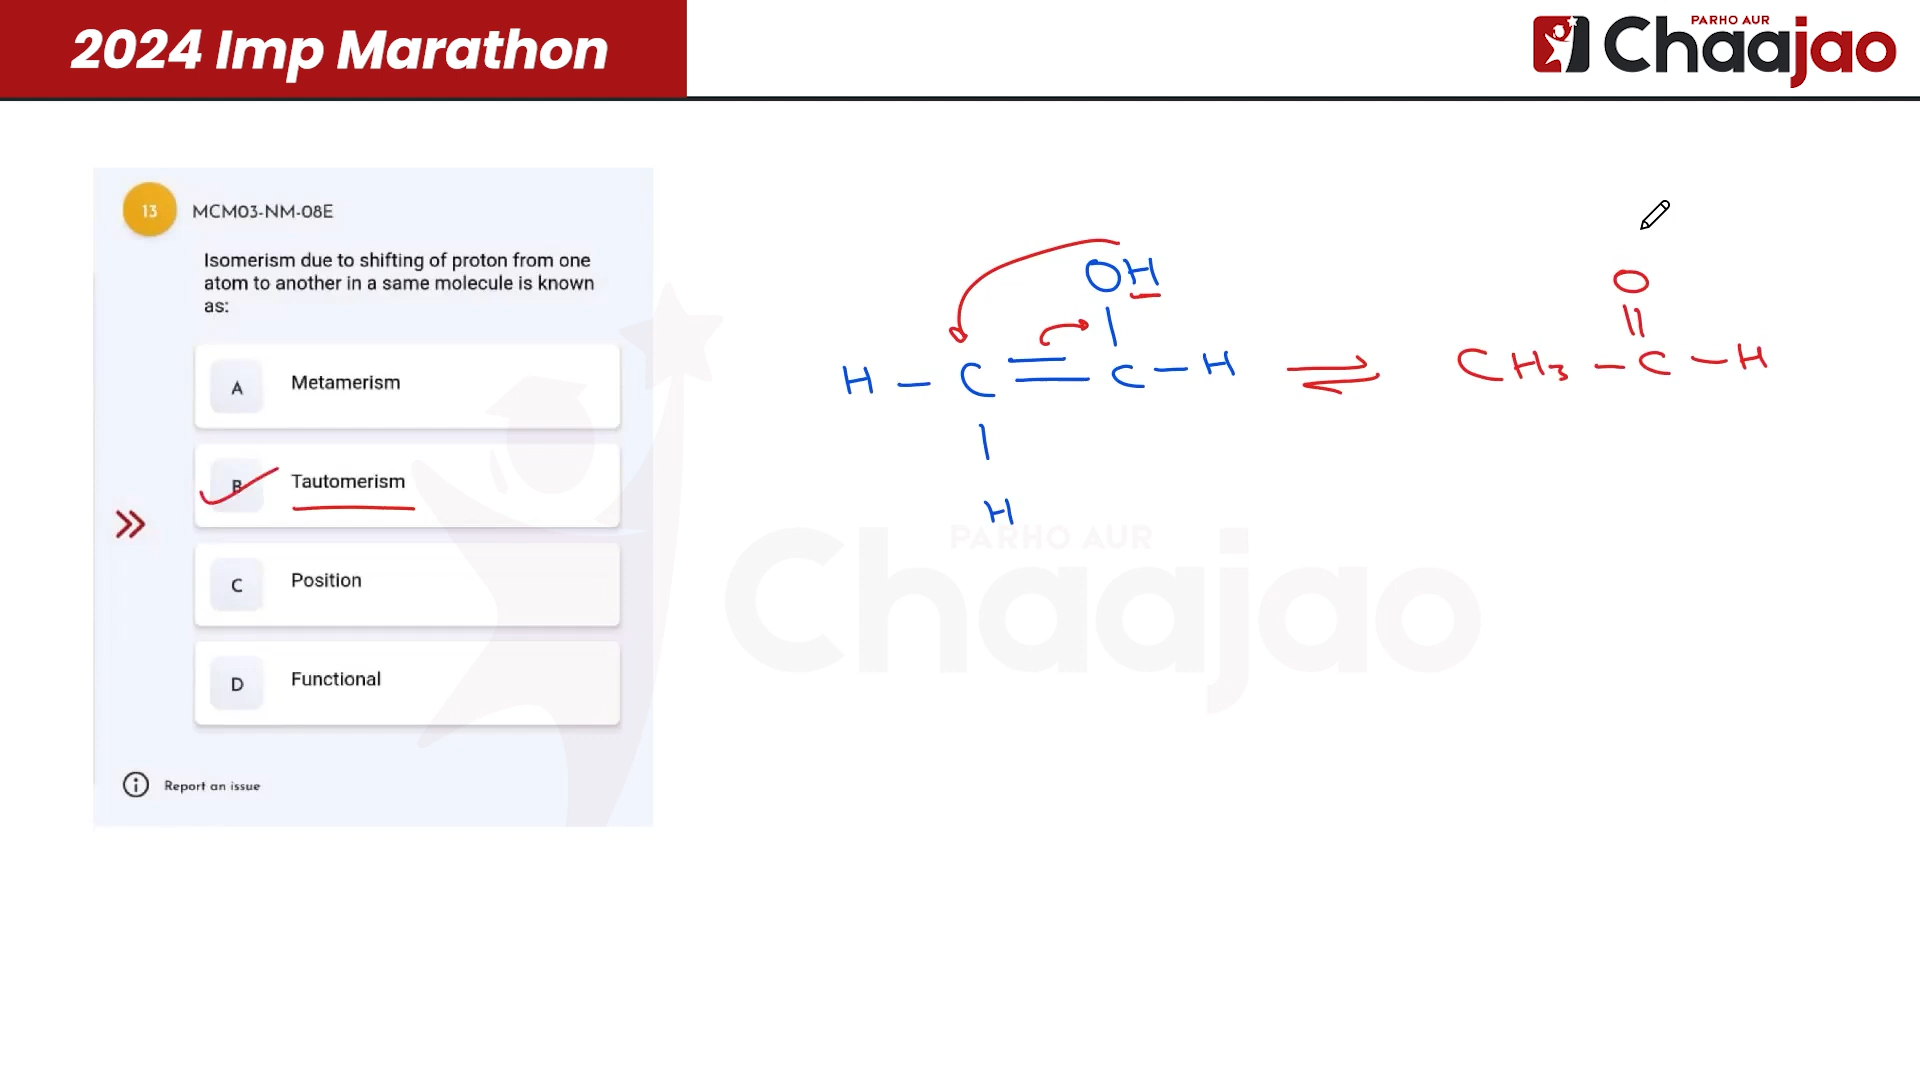 2024 Imp Marathon
PARHO AUR
Chaajao
13
MCM03-NM-08E
Isomerism due to shifting of proton from one
atom to another in a same molecule is known
as:
A
Metamerism
B
Tautomerism
C
Position
D
Functional
Report an issue
OH
H – C = C – H ⇌ CH₃ – C – H
H
O
PARHO AUR
Chaajao